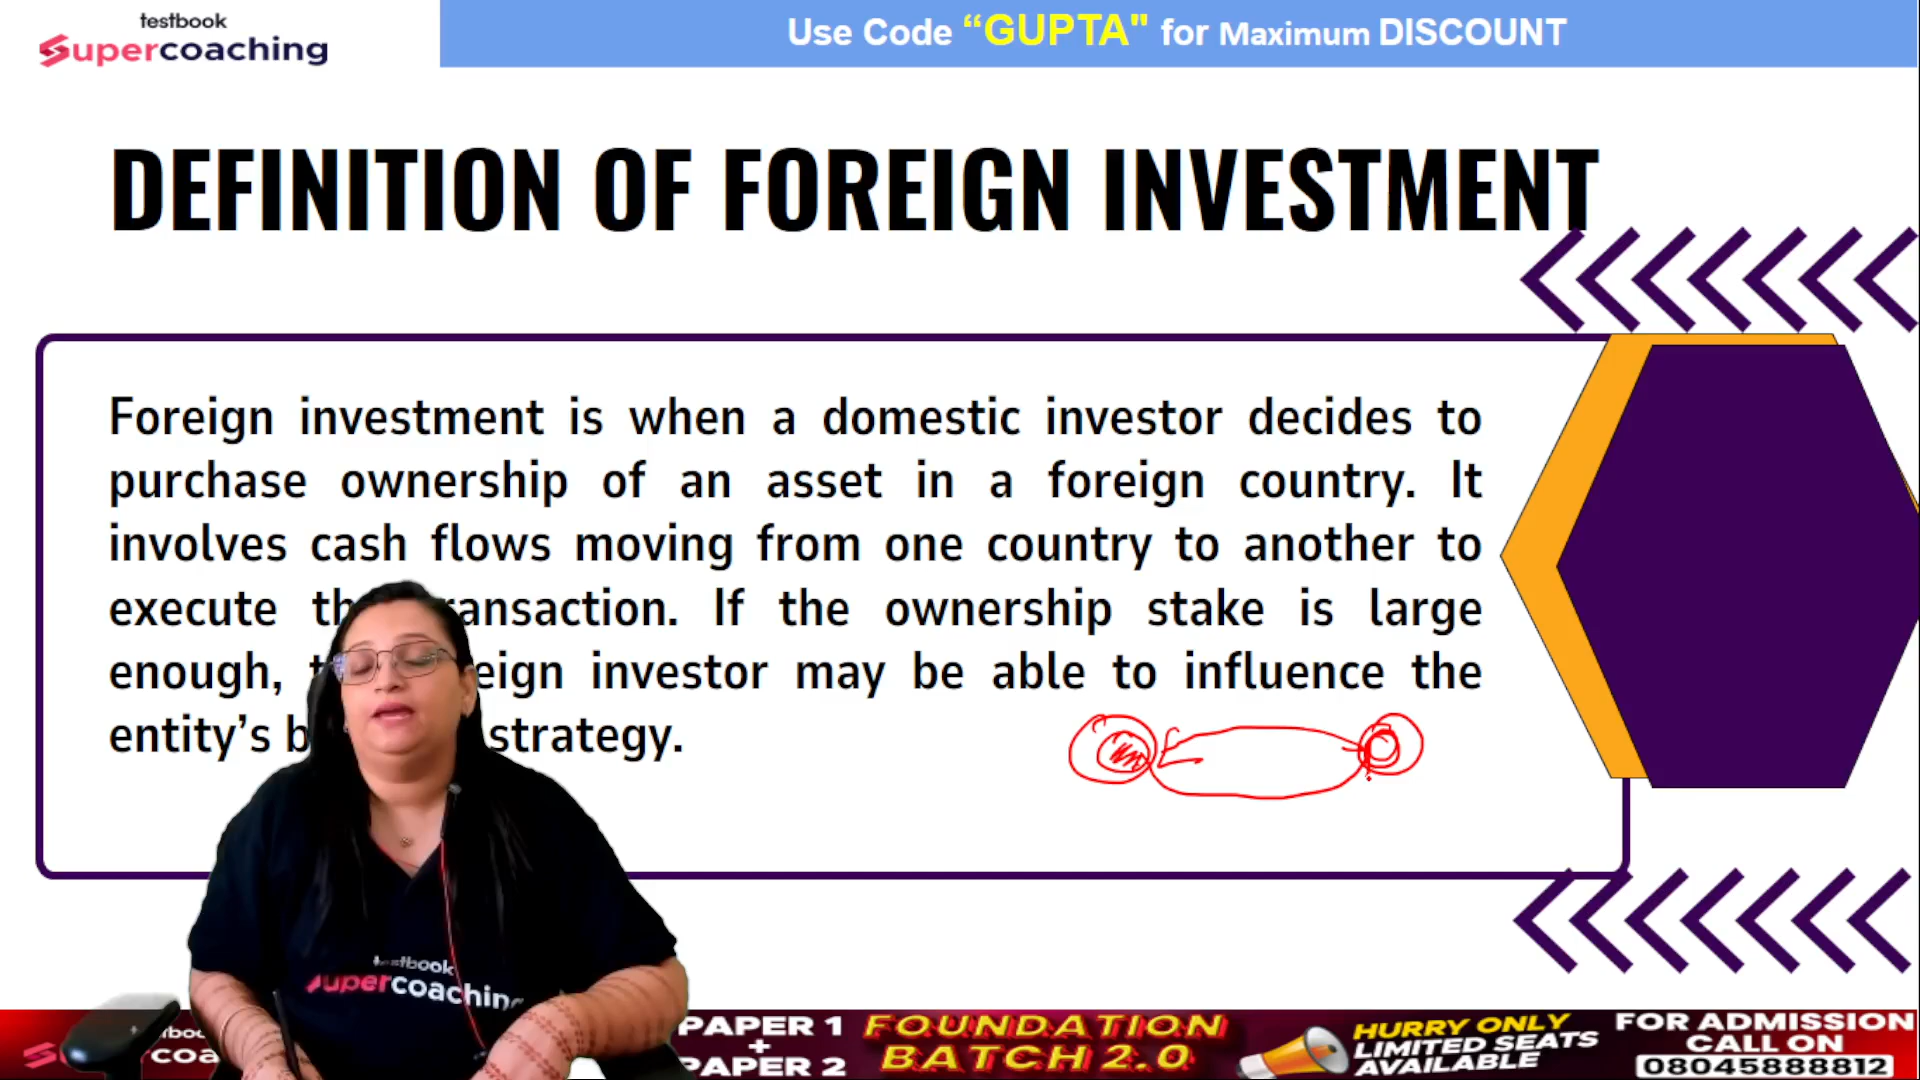 testbook
Supercoaching
Use Code “GUPTA" for Maximum DISCOUNT
DEFINITION OF FOREIGN INVESTMENT
Foreign investment is when a domestic investor decides to
purchase ownership of an asset in a foreign country. It
involves cash flows moving from one country to another to
execute ransaction. If the ownership stake is large
enough, eign investor may be able to influence the
entity’s strategy.
testbook
supercoaching
PAPER 1
+
PAPER 2
FOUNDATION
BATCH 2.0
HURRY ONLY
LIMITED SEATS
AVAILABLE
FOR ADMISSION
CALL ON
08045888812